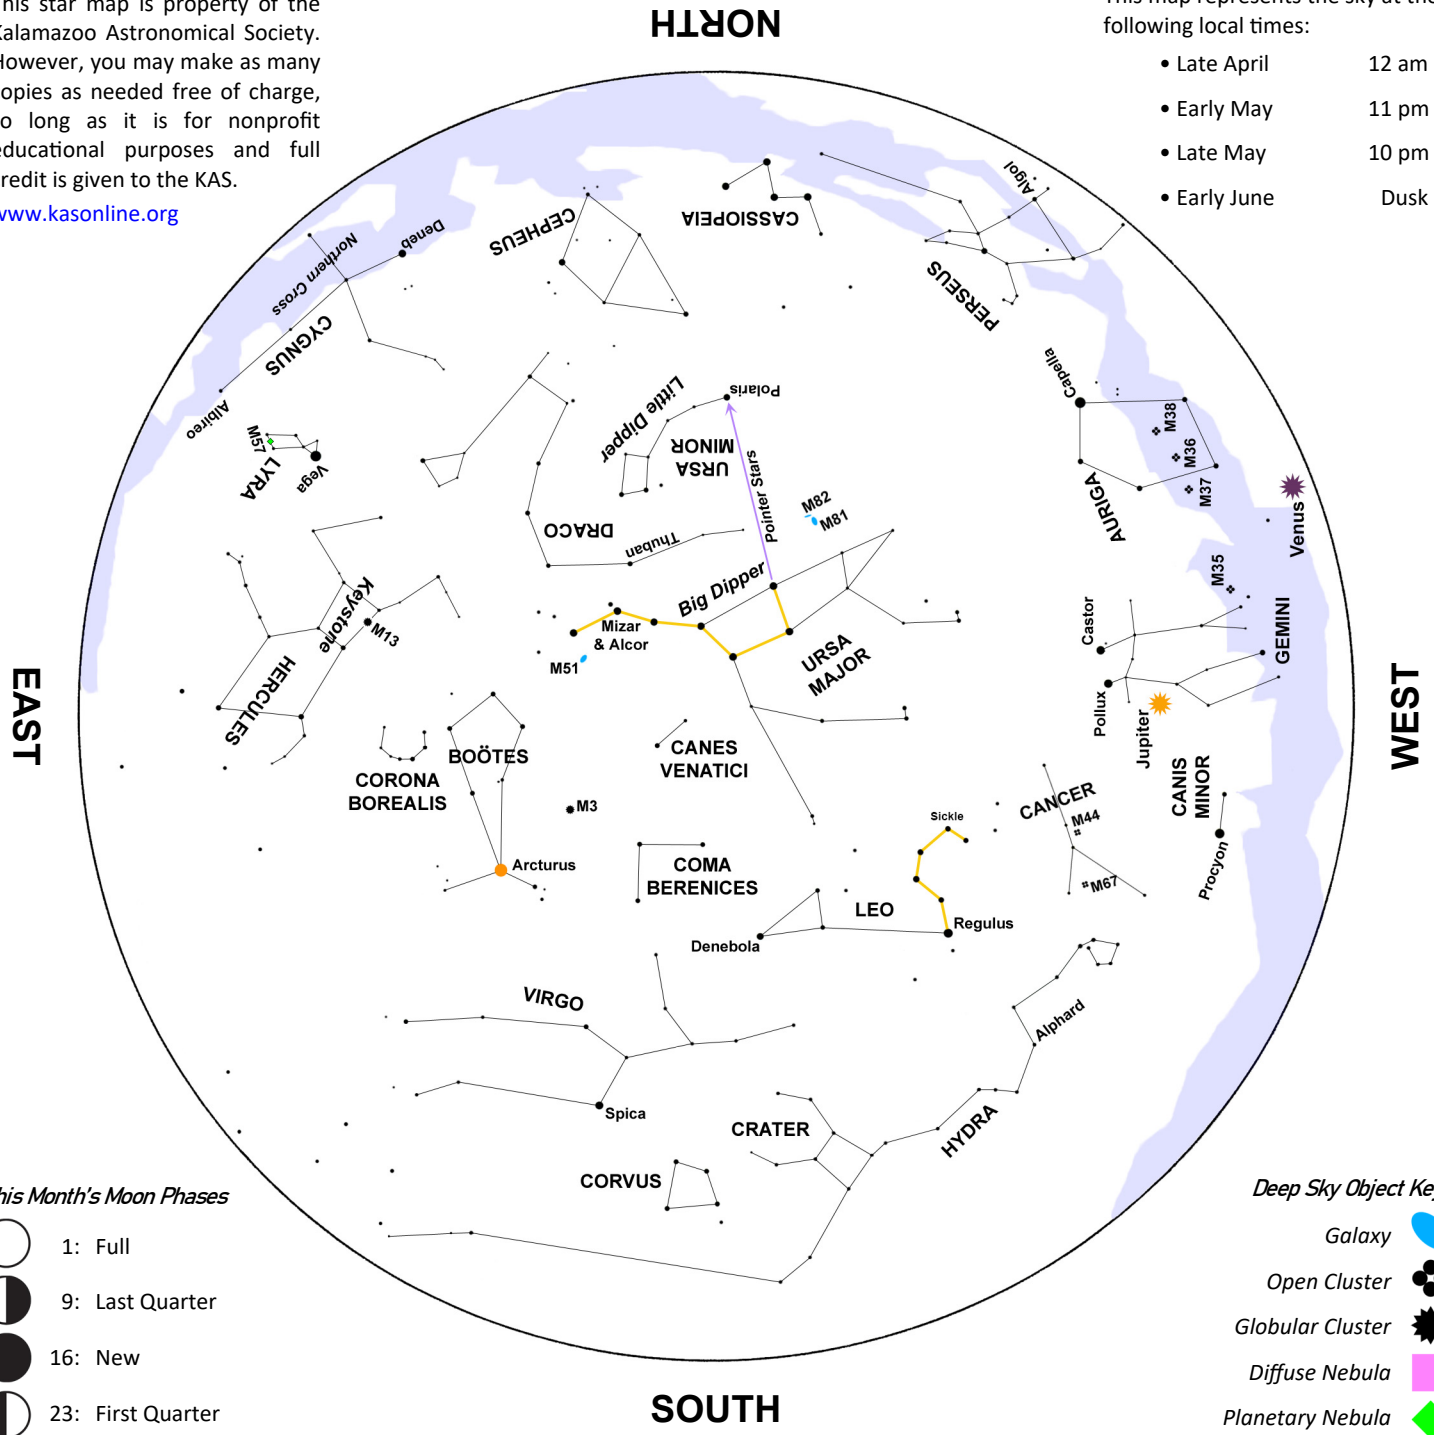 This star map is property of the
Kalamazoo Astronomical Society.
However, you may make as many
copies as needed free of charge,
so long as it is for nonprofit
educational purposes and full
credit is given to the KAS.
www.kasonline.org
NORTH
This map represents the sky at the
following local times:
• Late April 12 am
• Early May 11 pm
• Late May 10 pm
• Early June Dusk
Algol
CASSIOPEIA
CEPHEUS
Deneb
Northern Cross
CYGNUS
PERSEUS
Albireo
Capella
Little Dipper
Polaris
M57
LYRA
Vega
URSA
MINOR
Pointer Stars
M38
M36
M37
AURIGA
Venus
M82
M81
DRACO
Thuban
Big Dipper
M35
Keystone
M13
Mizar
& Alcor
M51
URSA
MAJOR
Castor
GEMINI
HERCULES
Pollux
Jupiter
EAST
WEST
CANES
VENATICI
BOÖTES
CORONA
BOREALIS
CANIS
MINOR
M3
Sickle
CANCER
M44
Arcturus
COMA
BERENICES
M67
Procyon
LEO
Regulus
Denebola
VIRGO
Alphard
Spica
CRATER
HYDRA
CORVUS
This Month's Moon Phases
1: Full
9: Last Quarter
16: New
23: First Quarter
Deep Sky Object Key
Galaxy
Open Cluster
Globular Cluster
Diffuse Nebula
Planetary Nebula
SOUTH